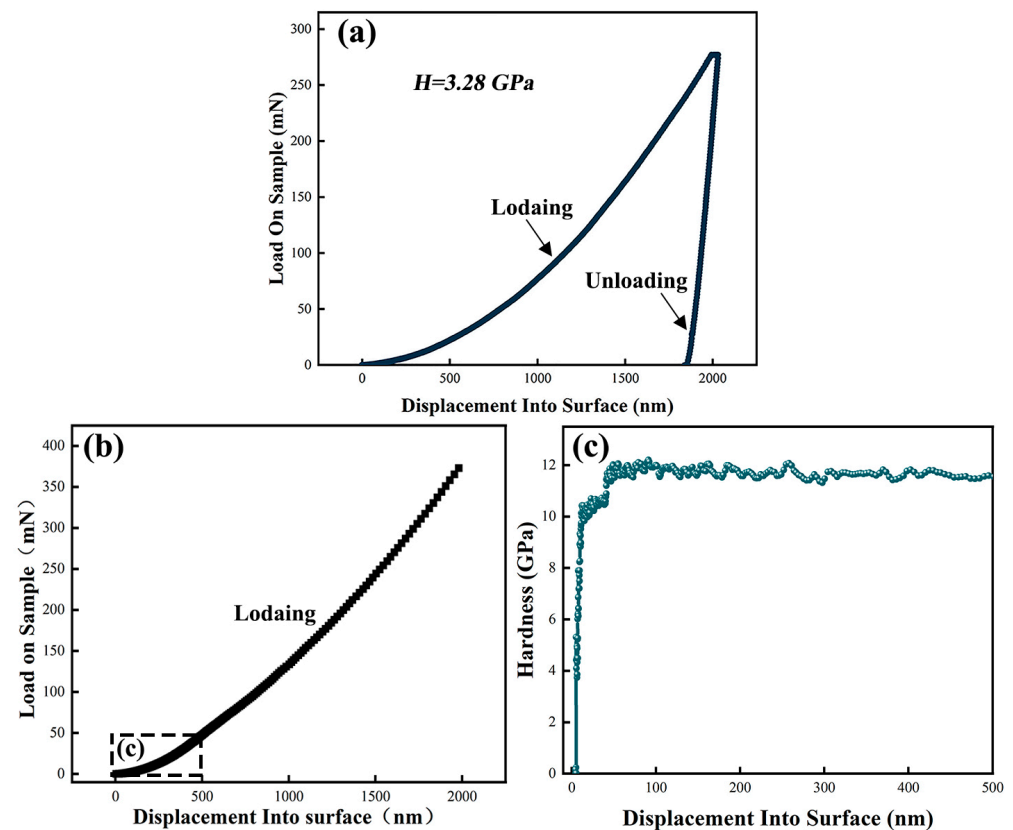 (a)
H=3.28 GPa
300
250
200
150
100
50
0
Load On Sample (mN)
Lodaing
Unloading
0 500 1000 1500 2000
Displacement Into Surface (nm)
(b)
400
350
300
250
200
150
100
50
0
Load on Sample（mN）
Lodaing
(c)
0 500 1000 1500 2000
Displacement Into surface（nm）
(c)
12
10
8
6
4
2
0
Hardness (GPa)
0 100 200 300 400 500
Displacement Into Surface (nm)